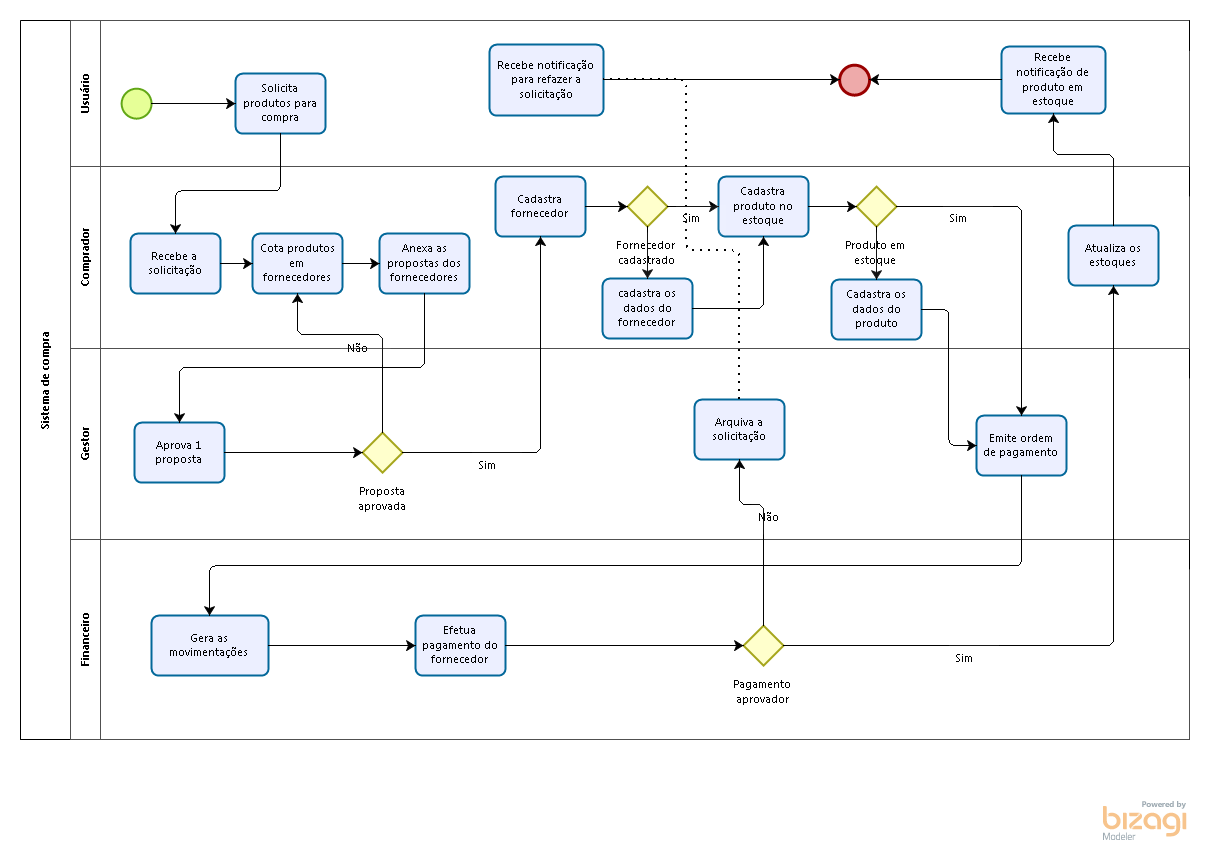 Sistema de compra
Usuário
Solicita
produtos para
compra
Recebe notificação
para refazer a
solicitação
Recebe
notificação de
produto em
estoque
Comprador
Recebe a
solicitação
Cota produtos
em
fornecedores
Anexa as
propostas dos
fornecedores
Não
Cadastra
fornecedor
Fornecedor
cadastrado
Sim
cadastra os
dados do
fornecedor
Cadastra
produto no
estoque
Produto em
estoque
Sim
Cadastra os
dados do
produto
Atualiza os
estoques
Gestor
Aprova 1
proposta
Proposta
aprovada
Sim
Arquiva a
solicitação
Não
Emite ordem
de pagamento
Financeiro
Gera as
movimentações
Efetua
pagamento do
fornecedor
Pagamento
aprovador
Sim
Powered by
bizagi
Modeler